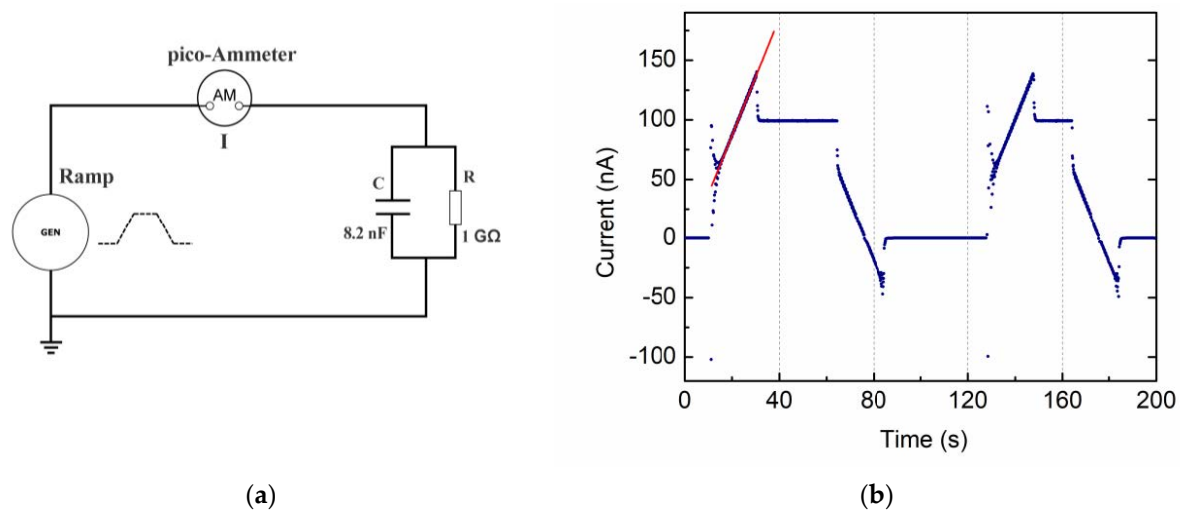 pico-Ammeter
AM
I
Ramp
GEN
C
R
8.2 nF
1 GΩ
(a)
Current (nA)
150
100
50
0
-50
-100
0 40 80 120 160 200
Time (s)
(b)